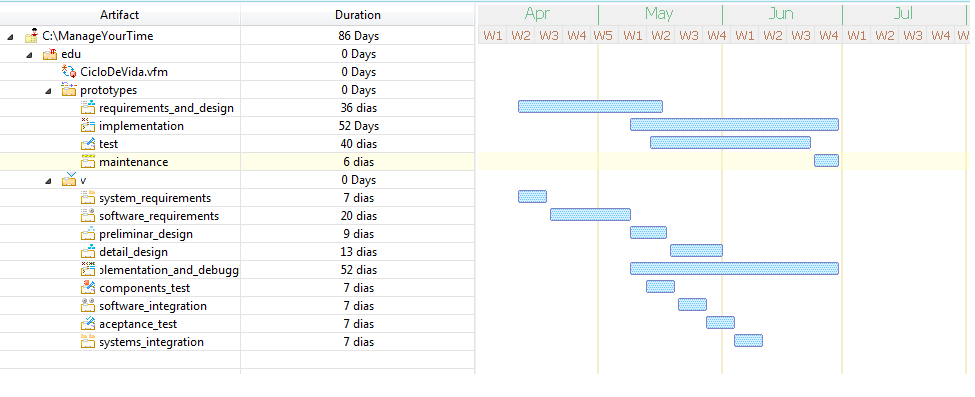 Artifact Duration Apr May Jun Jul
W1 W2 W3 W4 W5 W1 W2 W3 W4 W1 W2 W3 W4 W1 W2 W3 W4 W
C:\ManageYourTime 86 Days
edu 0 Days
CicloDeVida.vfm 0 Days
prototypes 0 Days
requirements_and_design 36 dias
implementation 52 Days
test 40 dias
maintenance 6 dias
v 0 Days
system_requirements 7 dias
software_requirements 20 dias
preliminar_design 9 dias
detail_design 13 dias
plementation_and_debugg 52 dias
components_test 7 dias
software_integration 7 dias
aceptance_test 7 dias
systems_integration 7 dias